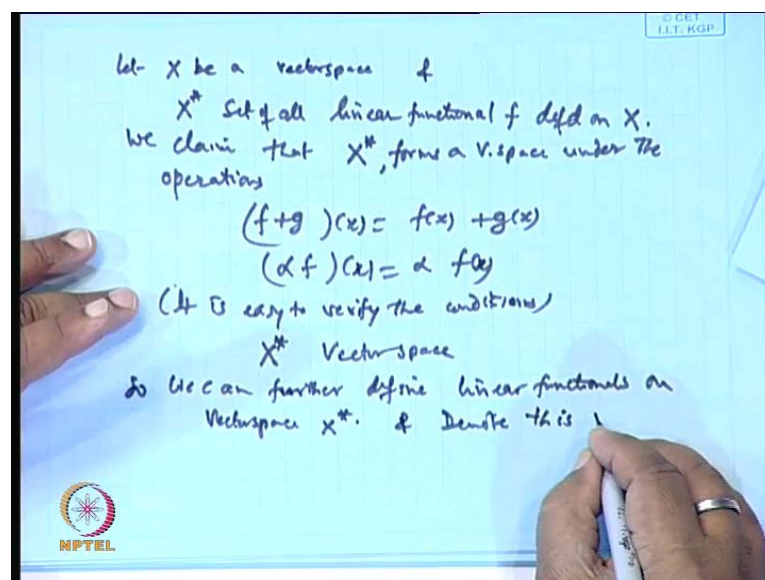 © CET
I.I.T. KGP
Let X be a vectorspace &
X* Set of all linear functional f defd on X.
We claim that X*, forms a V.space under the
operations
(f+g)(x) = f(x) + g(x)
(αf)(x) = α f(x)
(It is easy to verify the conditions)
X* Vectorspace
So we can further define linear functionals on
Vectorspace X*. & Denote this
NPTEL